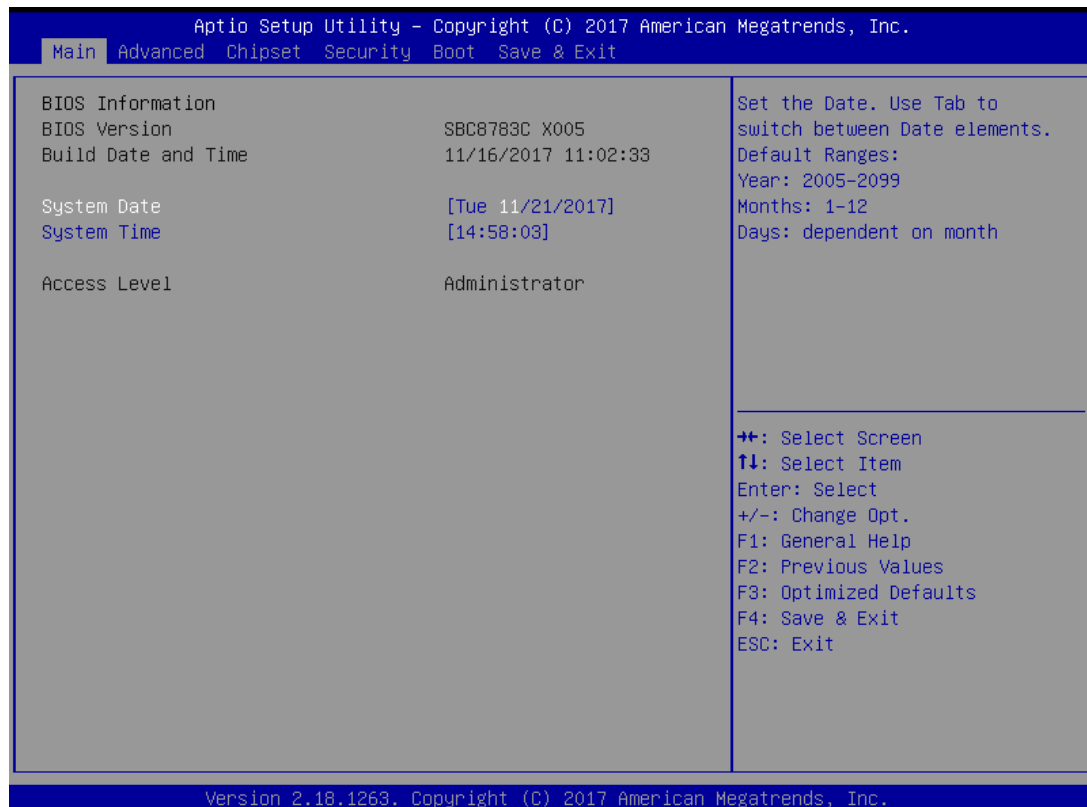 Aptio Setup Utility – Copyright (C) 2017 American Megatrends, Inc.
Main Advanced Chipset Security Boot Save & Exit
BIOS Information
BIOS Version SBC8783C X005
Build Date and Time 11/16/2017 11:02:33
System Date [Tue 11/21/2017]
System Time [14:58:03]
Access Level Administrator
Set the Date. Use Tab to
switch between Date elements.
Default Ranges:
Year: 2005-2099
Months: 1-12
Days: dependent on month
→←: Select Screen
↑↓: Select Item
Enter: Select
+/-: Change Opt.
F1: General Help
F2: Previous Values
F3: Optimized Defaults
F4: Save & Exit
ESC: Exit
Version 2.18.1263. Copyright (C) 2017 American Megatrends, Inc.